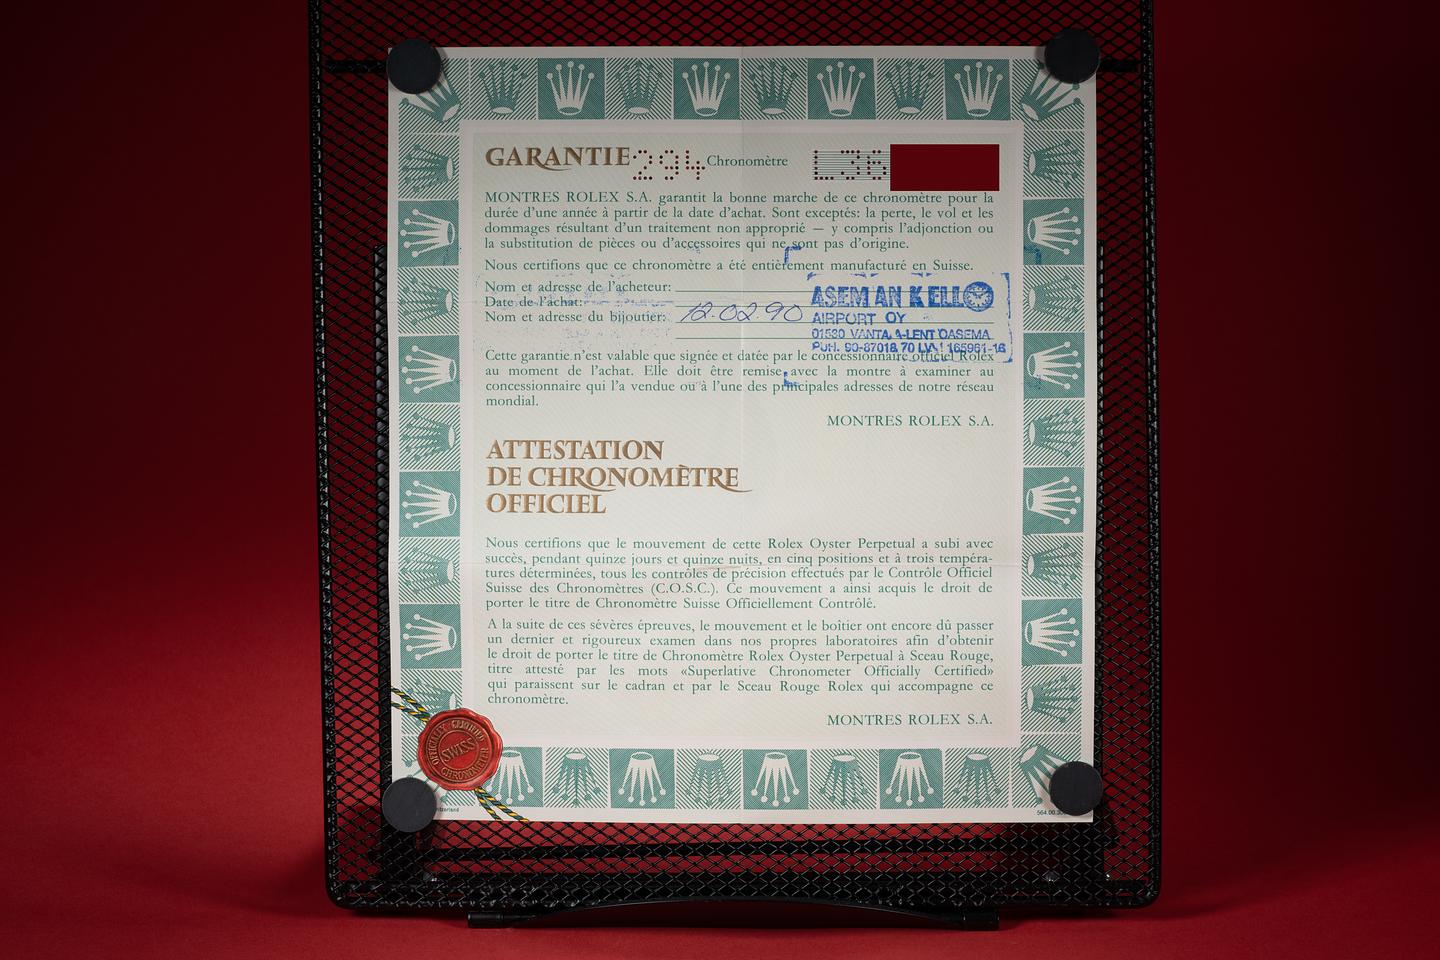 GARANTIE 294 Chronomètre L36
MONTRES ROLEX S.A. garantit la bonne marche de ce chronomètre pour la
durée d'une année à partir de la date d'achat. Sont exceptés: la perte, le vol et les
dommages résultant d'un traitement non approprié — y compris l'adjonction ou
la substitution de pièces ou d'accessoires qui ne sont pas d'origine.
Nous certifions que ce chronomètre a été entièrement manufacturé en Suisse.
Nom et adresse de l'acheteur:
Date de l'achat:
Nom et adresse du bijoutier: 12.02.90
ASEMAN KELLO
AIRPORT OY
01530 VANTAA-LENTOASEMA
PUH. 90-8701870 LVV 165961-16
Cette garantie n'est valable que signée et datée par le concessionnaire officiel Rolex
au moment de l'achat. Elle doit être remise avec la montre à examiner au
concessionnaire qui l'a vendue ou à l'une des principales adresses de notre réseau
mondial.
MONTRES ROLEX S.A.
ATTESTATION
DE CHRONOMÈTRE
OFFICIEL
Nous certifions que le mouvement de cette Rolex Oyster Perpetual a subi avec
succès, pendant quinze jours et quinze nuits, en cinq positions et à trois tempéra-
tures déterminées, tous les contrôles de précision effectués par le Contrôle Officiel
Suisse des Chronomètres (C.O.S.C.). Ce mouvement a ainsi acquis le droit de
porter le titre de Chronomètre Suisse Officiellement Contrôlé.
A la suite de ces sévères épreuves, le mouvement et le boîtier ont encore dû passer
un dernier et rigoureux examen dans nos propres laboratoires afin d'obtenir
le droit de porter le titre de Chronomètre Rolex Oyster Perpetual à Sceau Rouge,
titre attesté par les mots «Superlative Chronometer Officially Certified»
qui paraissent sur le cadran et par le Sceau Rouge Rolex qui accompagne ce
chronomètre.
MONTRES ROLEX S.A.
OFFICIALLY CERTIFIED
SWISS
CHRONOMETER
564.00.30